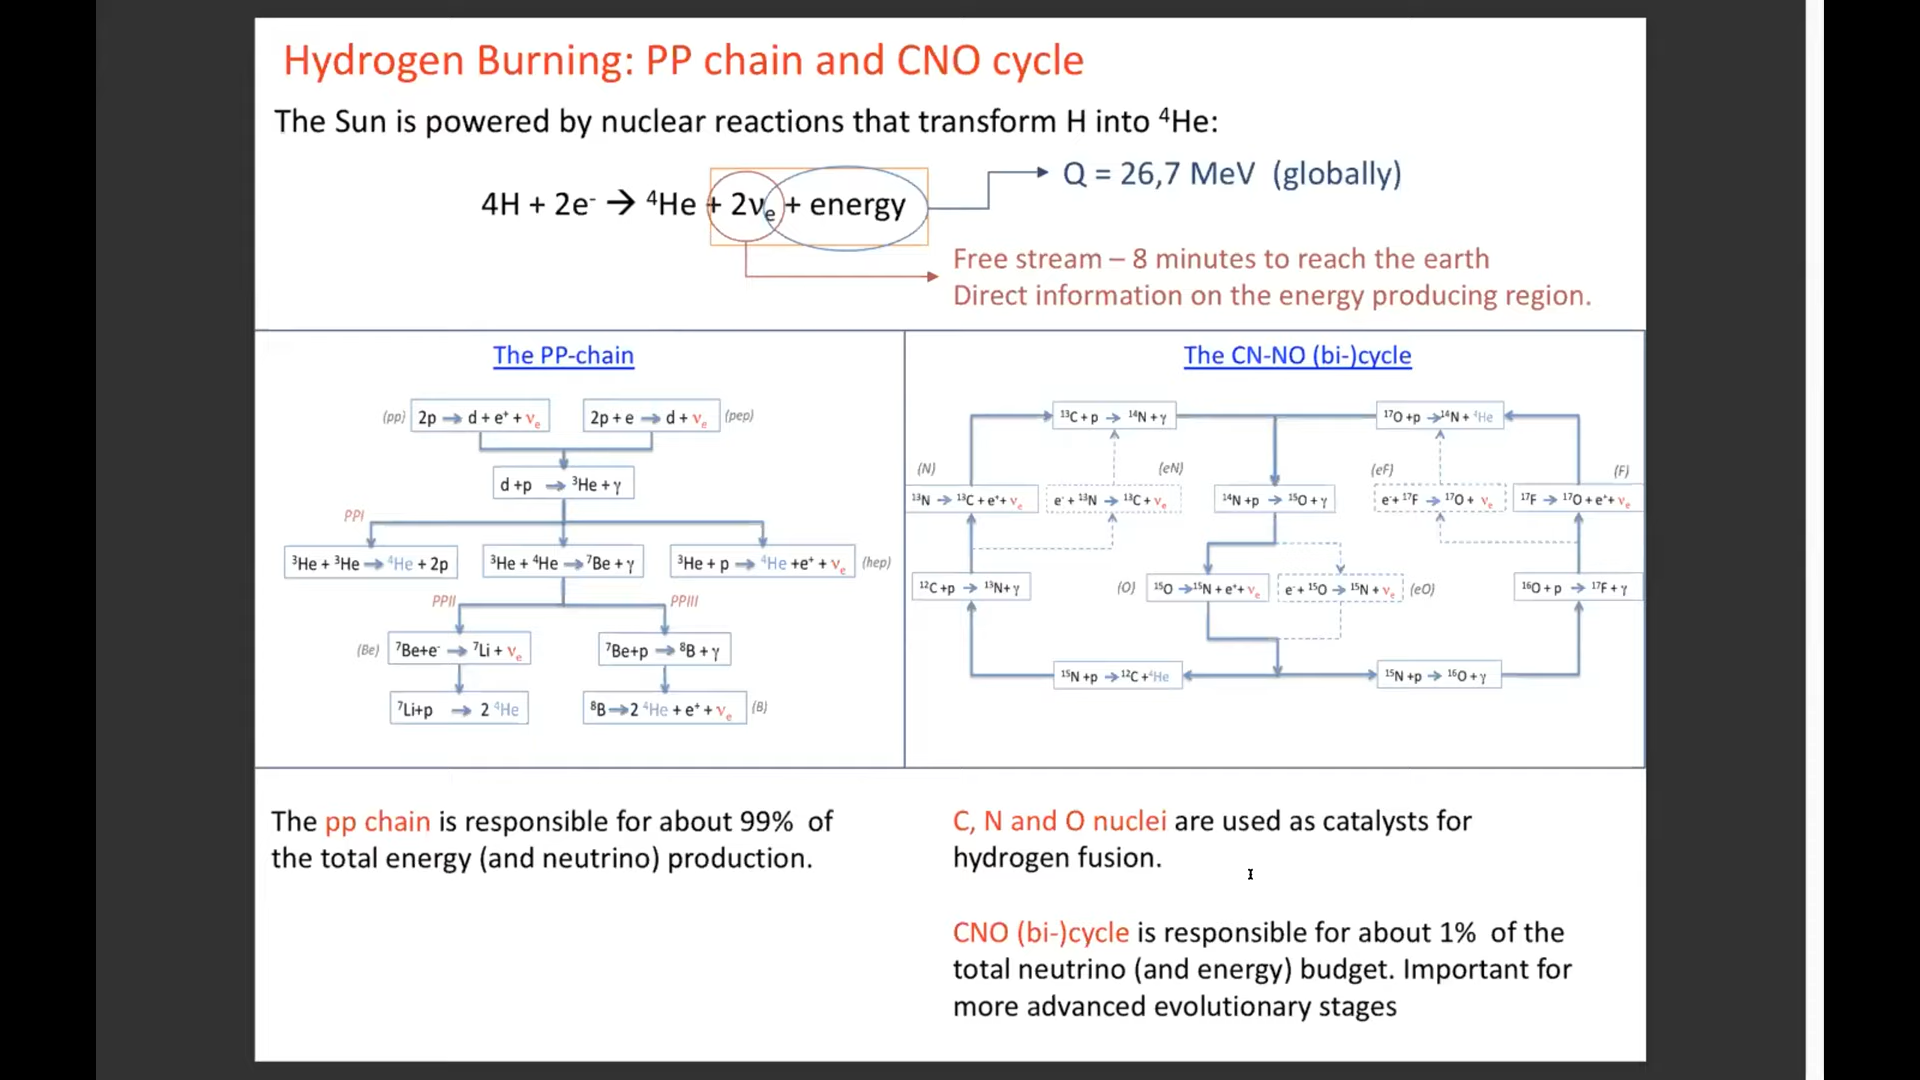 Hydrogen Burning: PP chain and CNO cycle
The Sun is powered by nuclear reactions that transform H into ⁴He:
4H + 2e⁻ → ⁴He + 2νₑ + energy
Q = 26,7 MeV (globally)
Free stream – 8 minutes to reach the earth
Direct information on the energy producing region.
The PP-chain
(pp) 2p → d + e⁺ + νₑ
2p + e → d + νₑ (pep)
d +p → ³He + γ
PPI
³He + ³He → ⁴He + 2p
³He + ⁴He → ⁷Be + γ
³He + p → ⁴He +e⁺ + νₑ (hep)
PPII
PPIII
(Be) ⁷Be+e⁻ → ⁷Li + νₑ
⁷Be+p → ⁸B + γ
⁷Li+p → 2 ⁴He
⁸B → 2 ⁴He + e⁺ + νₑ (B)
The CN-NO (bi-)cycle
¹³C + p → ¹⁴N + γ
¹⁷O +p → ¹⁴N + ⁴He
(N)
(eN)
(eF)
(F)
¹³N → ¹³C + e⁺+ νₑ
e⁻ + ¹³N → ¹³C + νₑ
¹⁴N +p → ¹⁵O + γ
e⁻+ ¹⁷F → ¹⁷O + νₑ
¹⁷F → ¹⁷O + e⁺+ νₑ
¹²C +p → ¹³N+ γ
(O) ¹⁵O → ¹⁵N + e⁺+ νₑ
e⁻+ ¹⁵O → ¹⁵N + νₑ (eO)
¹⁶O + p → ¹⁷F + γ
¹⁵N +p → ¹²C +⁴He
¹⁵N +p → ¹⁶O + γ
The pp chain is responsible for about 99% of
the total energy (and neutrino) production.
C, N and O nuclei are used as catalysts for
hydrogen fusion.
CNO (bi-)cycle is responsible for about 1% of the
total neutrino (and energy) budget. Important for
more advanced evolutionary stages